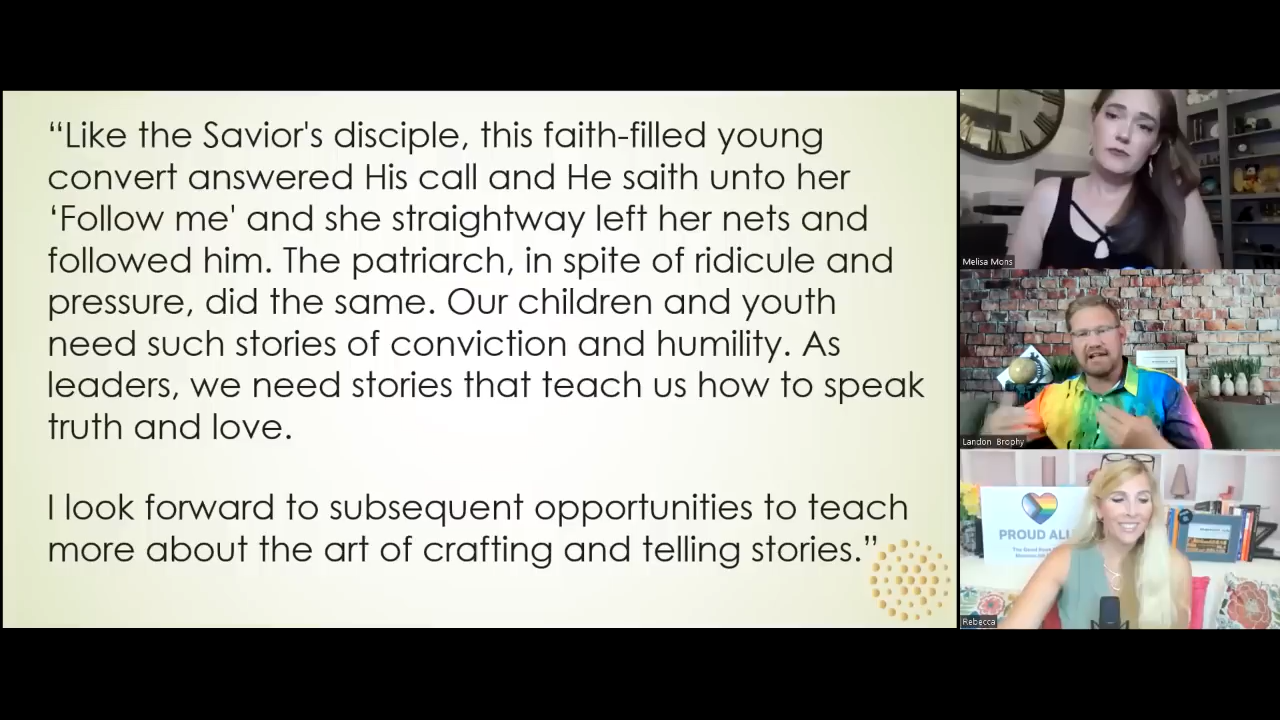 “Like the Savior's disciple, this faith-filled young
convert answered His call and He saith unto her
‘Follow me' and she straightway left her nets and
followed him. The patriarch, in spite of ridicule and
pressure, did the same. Our children and youth
need such stories of conviction and humility. As
leaders, we need stories that teach us how to speak
truth and love.
I look forward to subsequent opportunities to teach
more about the art of crafting and telling stories.”
Melisa Mons
Landon Brophy
PROUD
Rebecca